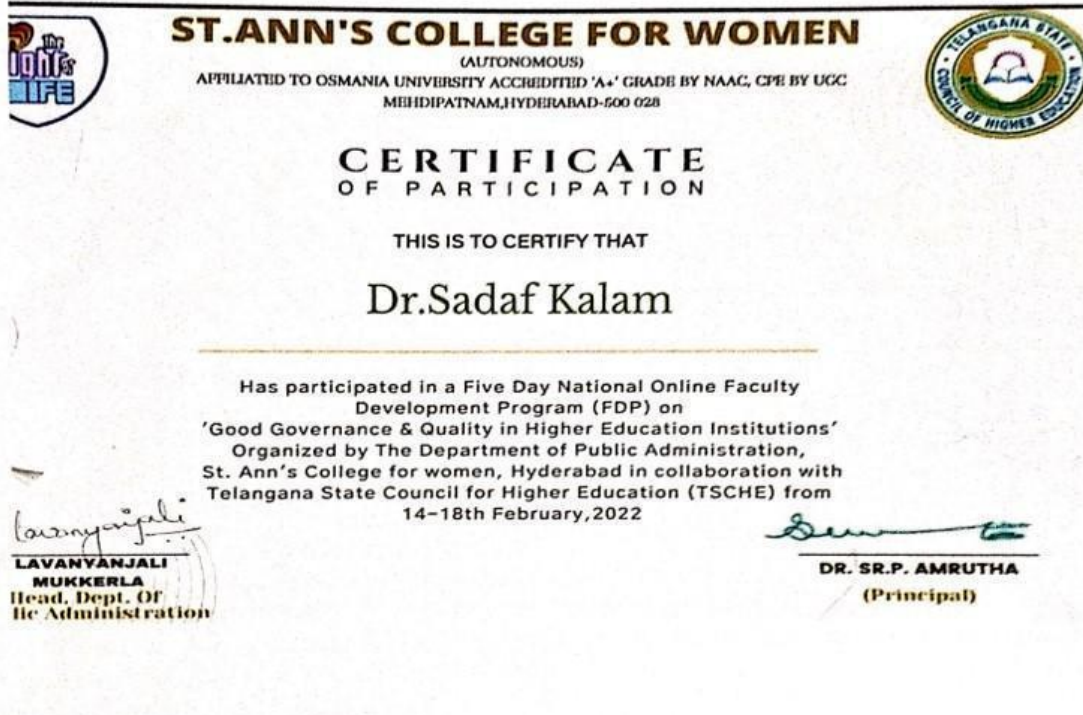 the
LIFE
ST.ANN'S COLLEGE FOR WOMEN
(AUTONOMOUS)
AFFILIATED TO OSMANIA UNIVERSITY ACCREDITED 'A+' GRADE BY NAAC, CPE BY UGC
MEHDIPATNAM,HYDERABAD-500 028
TELANGANA STATE
COUNCIL OF HIGHER EDUCATION
CERTIFICATE
OF PARTICIPATION
THIS IS TO CERTIFY THAT
Dr.Sadaf Kalam
Has participated in a Five Day National Online Faculty
Development Program (FDP) on
'Good Governance & Quality in Higher Education Institutions'
Organized by The Department of Public Administration,
St. Ann's College for women, Hyderabad in collaboration with
Telangana State Council for Higher Education (TSCHE) from
14-18th February,2022
LAVANYANJALI
MUKKERLA
Head, Dept. Of
lic Administration
DR. SR.P. AMRUTHA
(Principal)